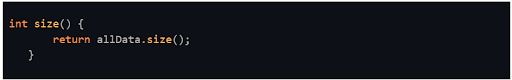 int size() {
return allData.size();
}